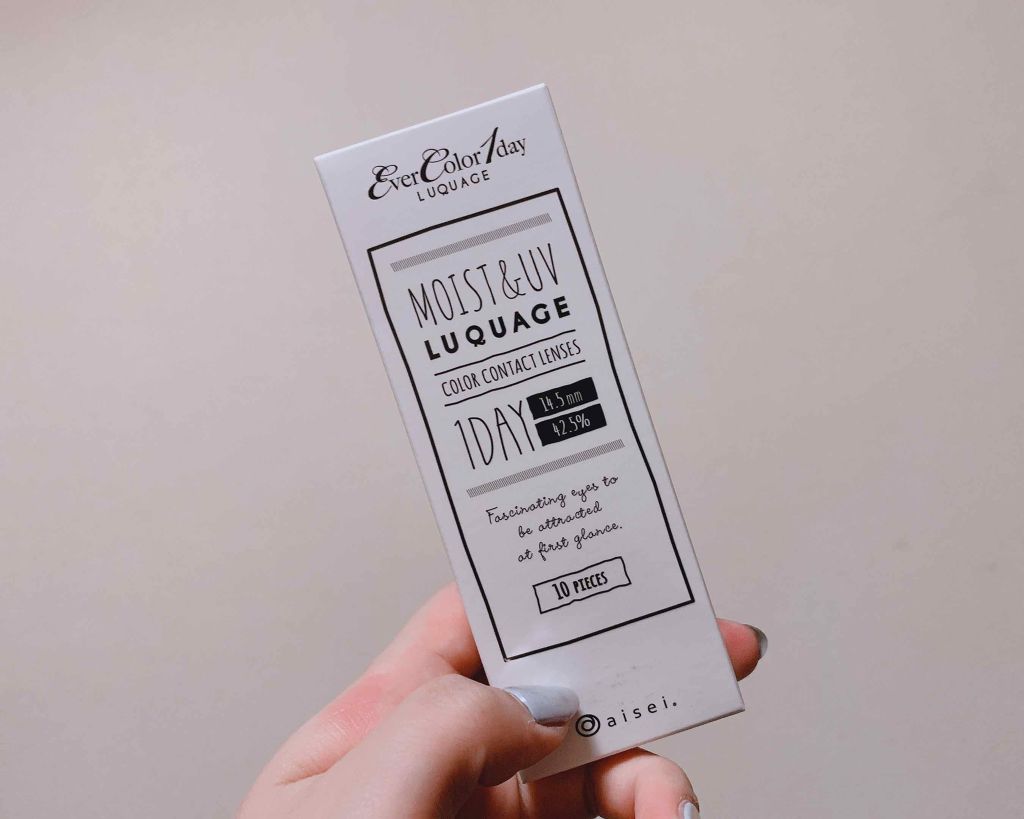 EverColor1day
LUQUAGE
MOIST&UV
LUQUAGE
COLOR CONTACT LENSES
1DAY
14.5mm
42.5%
Fascinating eyes to
be attracted
at first glance.
10 PIECES
aisei.